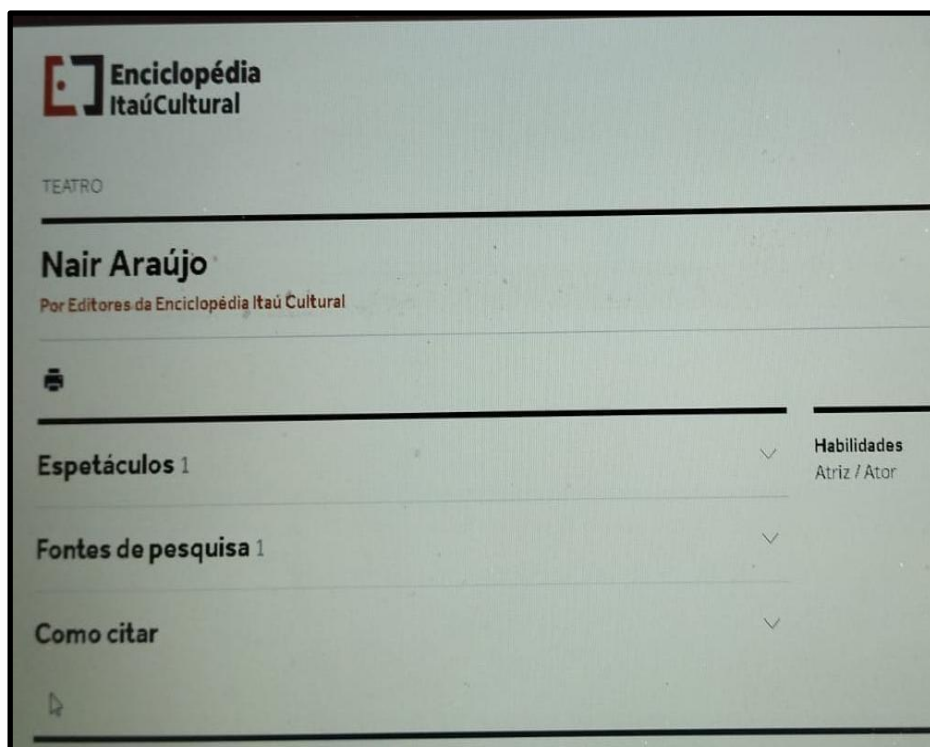 Enciclopédia
ItaúCultural
TEATRO
Nair Araújo
Por Editores da Enciclopédia Itaú Cultural
Espetáculos 1
Habilidades
Atriz / Ator
Fontes de pesquisa 1
Como citar